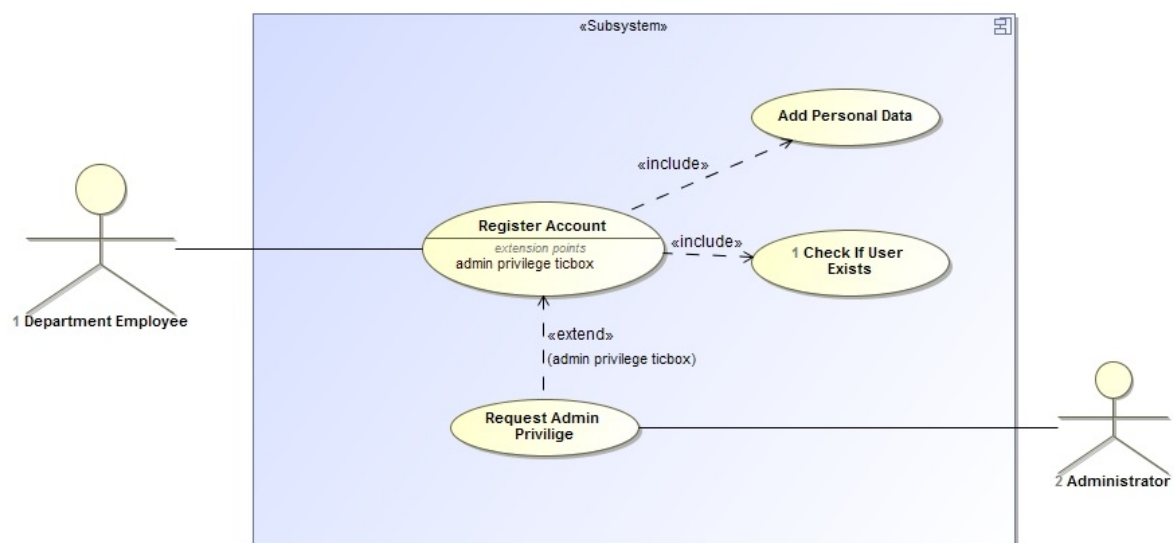 «Subsystem»
Add Personal Data
«include»
Register Account
extension points
admin privilege ticbox
«include»
1 Check If User
Exists
1 Department Employee
«extend»
(admin privilege ticbox)
Request Admin
Privilige
2 Administrator